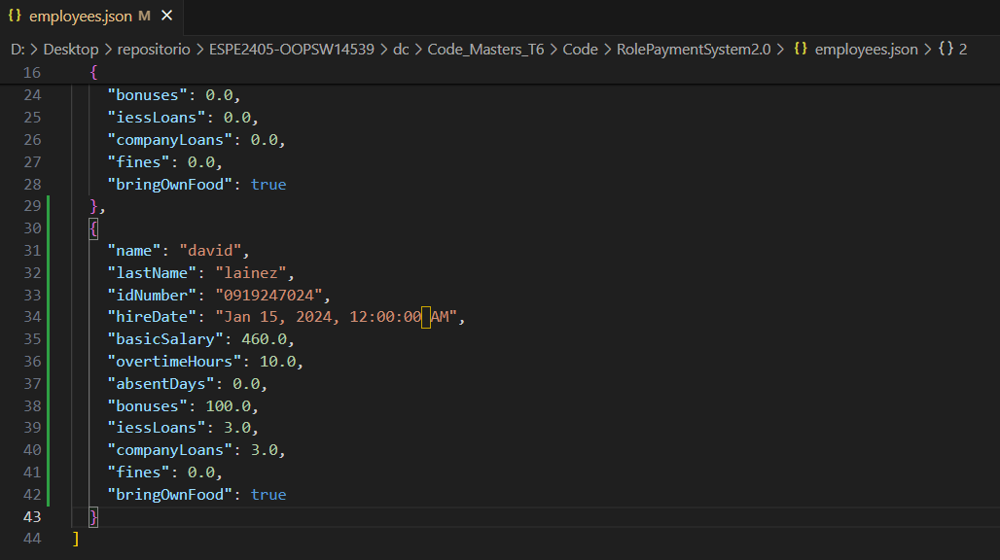 {} employees.json M ×
D: > Desktop > repositorio > ESPE2405-OOPSW14539 > dc > Code_Masters_T6 > Code > RolePaymentSystem2.0 > {} employees.json > {} 2
16 {
24 "bonuses": 0.0,
25 "iessLoans": 0.0,
26 "companyLoans": 0.0,
27 "fines": 0.0,
28 "bringOwnFood": true
29 },
30 {
31 "name": "david",
32 "lastName": "lainez",
33 "idNumber": "0919247024",
34 "hireDate": "Jan 15, 2024, 12:00:00 AM",
35 "basicSalary": 460.0,
36 "overtimeHours": 10.0,
37 "absentDays": 0.0,
38 "bonuses": 100.0,
39 "iessLoans": 3.0,
40 "companyLoans": 3.0,
41 "fines": 0.0,
42 "bringOwnFood": true
43 }
44 ]